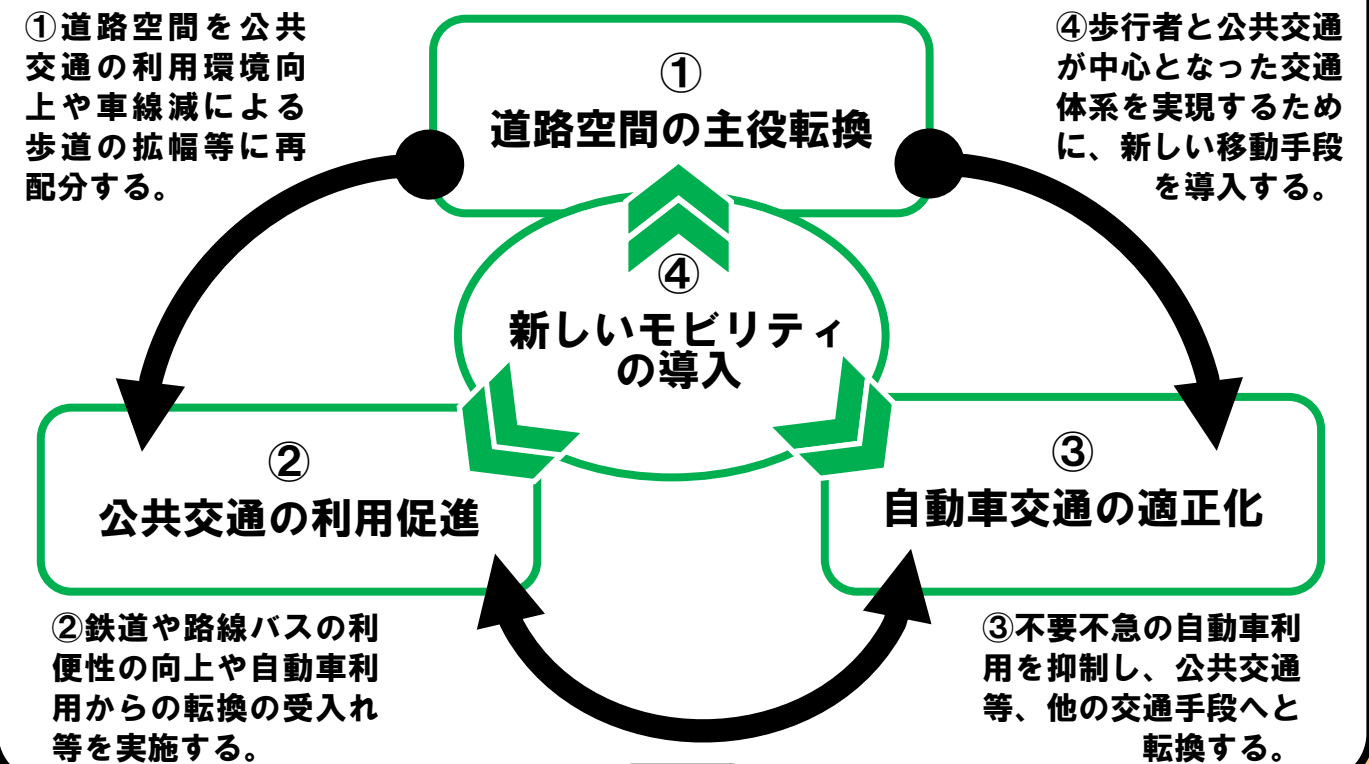 ①道路空間を公共
交通の利用環境向
上や車線減による
歩道の拡幅等に再
配分する。
①
道路空間の主役転換
④歩行者と公共交通
が中心となった交通
体系を実現するため
に、新しい移動手段
を導入する。
④
新しいモビリティ
の導入
②
公共交通の利用促進
③
自動車交通の適正化
②鉄道や路線バスの利
便性の向上や自動車利
用からの転換の受入れ
等を実施する。
③不要不急の自動車利
用を抑制し、公共交通
等、他の交通手段へと
転換する。